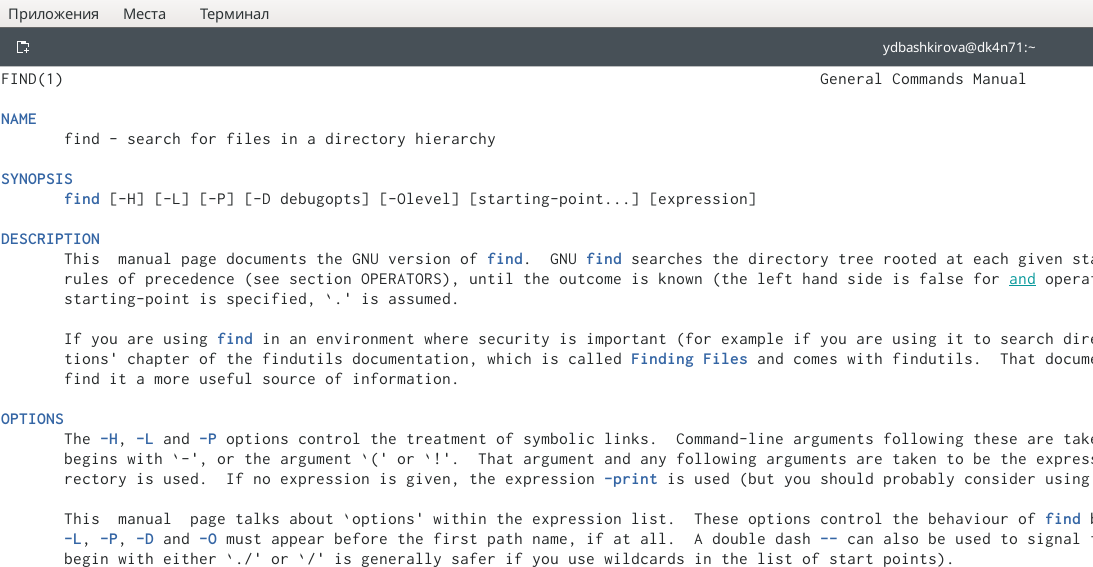 Приложения Места Терминал
ydbashkirova@dk4n71:~
FIND(1) General Commands Manual
NAME
find - search for files in a directory hierarchy
SYNOPSIS
find [-H] [-L] [-P] [-D debugopts] [-Olevel] [starting-point...] [expression]
DESCRIPTION
This  manual page documents the GNU version of find.  GNU find searches the directory tree rooted at each given sta
rules of precedence (see section OPERATORS), until the outcome is known (the left hand side is false for and operat
starting-point is specified, `.' is assumed.
If you are using find in an environment where security is important (for example if you are using it to search dire
tions' chapter of the findutils documentation, which is called Finding Files and comes with findutils.  That docume
find it a more useful source of information.
OPTIONS
The -H, -L and -P options control the treatment of symbolic links.  Command-line arguments following these are take
begins with `-', or the argument `(' or `!'.  That argument and any following arguments are taken to be the express
rectory is used.  If no expression is given, the expression -print is used (but you should probably consider using
This  manual  page talks about `options' within the expression list.  These options control the behaviour of find b
-L, -P, -D and -O must appear before the first path name, if at all.  A double dash -- can also be used to signal
begin with either `./' or `/' is generally safer if you use wildcards in the list of start points).